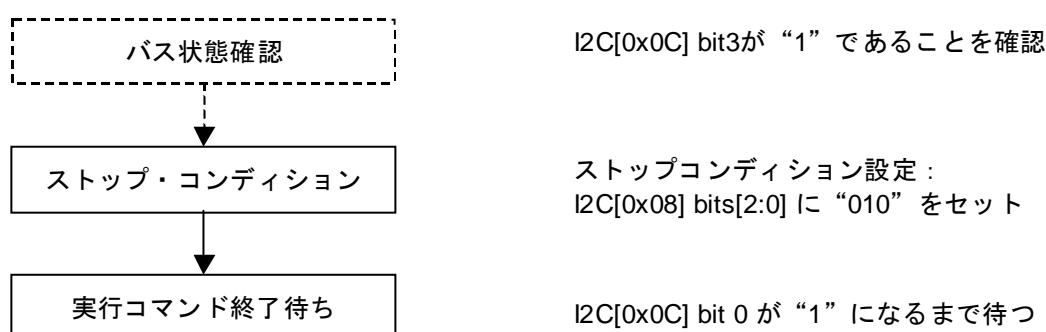 バス状態確認
I2C[0x0C] bit3が“1”であることを確認
ストップ・コンディション
ストップコンディション設定：
I2C[0x08] bits[2:0] に“010”をセット
実行コマンド終了待ち
I2C[0x0C] bit 0 が“1”になるまで待つ